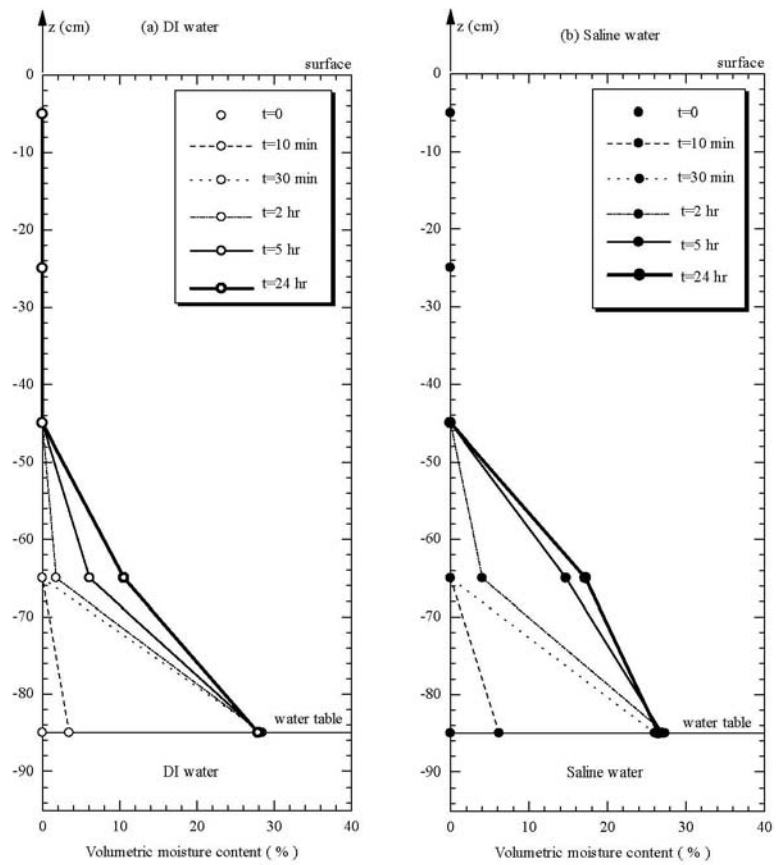 z (cm)
(a) DI water
surface
0
-10
-20
-30
-40
-50
-60
-70
-80
-90
t=0
t=10 min
t=30 min
t=2 hr
t=5 hr
t=24 hr
water table
DI water
0
10
20
30
40
Volumetric moisture content ( % )
z (cm)
(b) Saline water
surface
0
-10
-20
-30
-40
-50
-60
-70
-80
-90
t=0
t=10 min
t=30 min
t=2 hr
t=5 hr
t=24 hr
water table
Saline water
0
10
20
30
40
Volumetric moisture content ( % )